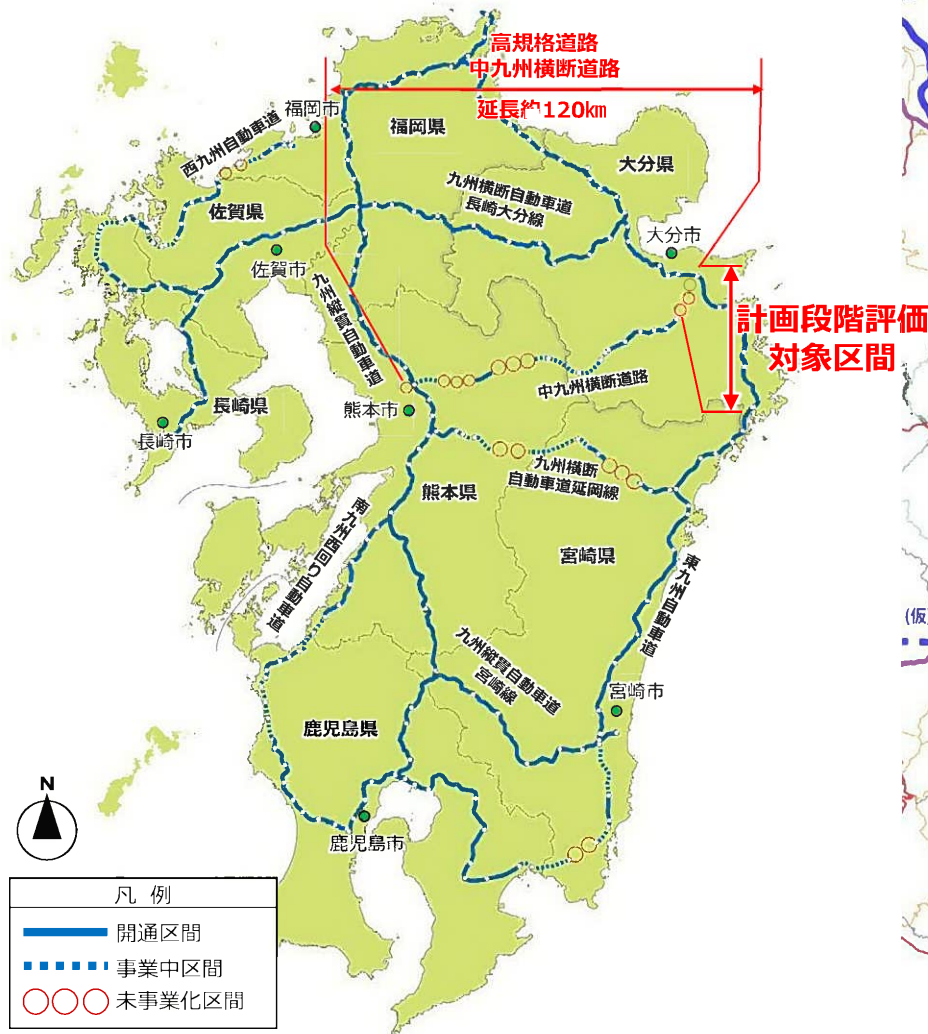 高規格道路
中九州横断道路
延長約120km
福岡市
福岡県
西九州自動車道
大分県
九州横断自動車道
長崎大分線
佐賀県
大分市
佐賀市
九州縦貫自動車道
計画段階評価
対象区間
中九州横断道路
長崎県
熊本市
長崎市
九州横断
自動車道延岡線
熊本県
南九州西回り自動車道
宮崎県
東九州自動車道
(仮)
九州縦貫自動車道
宮崎線
宮崎市
鹿児島県
N
鹿児島市
凡 例
開通区間
事業中区間
未事業化区間